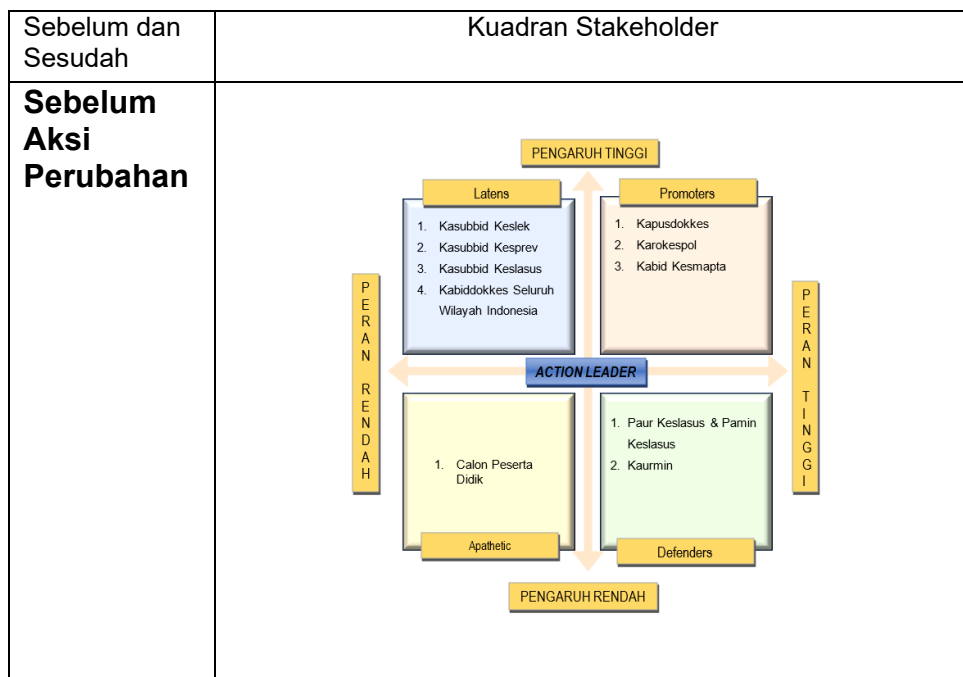 Sebelum dan
Sesudah
Kuadran Stakeholder
Sebelum
Aksi
Perubahan
PENGARUH TINGGI
Latens
1. Kasubbid Keslek
2. Kasubbid Kesprev
3. Kasubbid Keslasus
4. Kabiddokkes Seluruh
Wilayah Indonesia
Promoters
1. Kapusdokkes
2. Karokespol
3. Kabid Kesmapta
PERAN RENDAH
ACTION LEADER
PERAN TINGGI
1. Calon Peserta
Didik
Apathetic
1. Paur Keslasus & Pamin
Keslasus
2. Kaurmin
Defenders
PENGARUH RENDAH